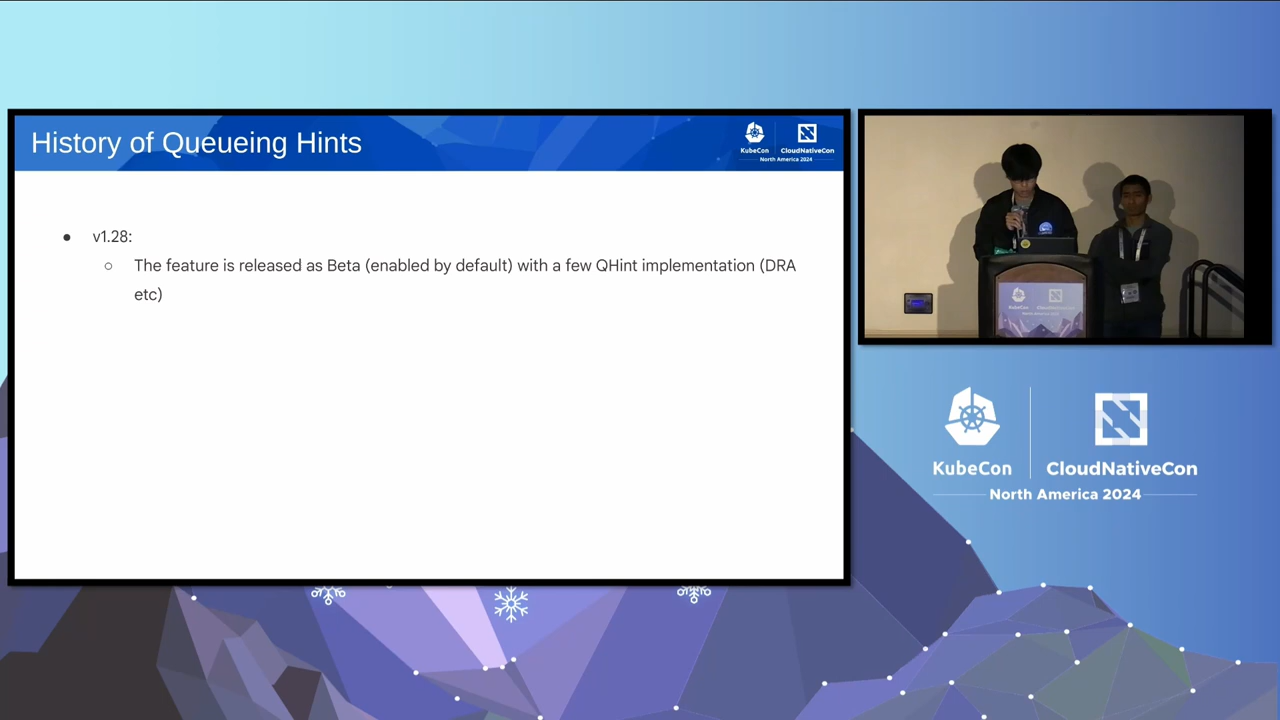 History of Queueing Hints
KubeCon
CloudNativeCon
North America 2024
● v1.28:
○ The feature is released as Beta (enabled by default) with a few QHint implementation (DRA
etc)
KubeCon
CloudNativeCon
North America 2024